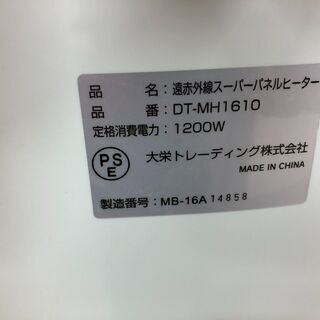 品　　名：遠赤外線スーパーパネルヒーター
品　　番：DT-MH1610
定格消費電力：1200W
PS
E
大栄トレーディング株式会社
MADE IN CHINA
製造番号：MB-16A 14858